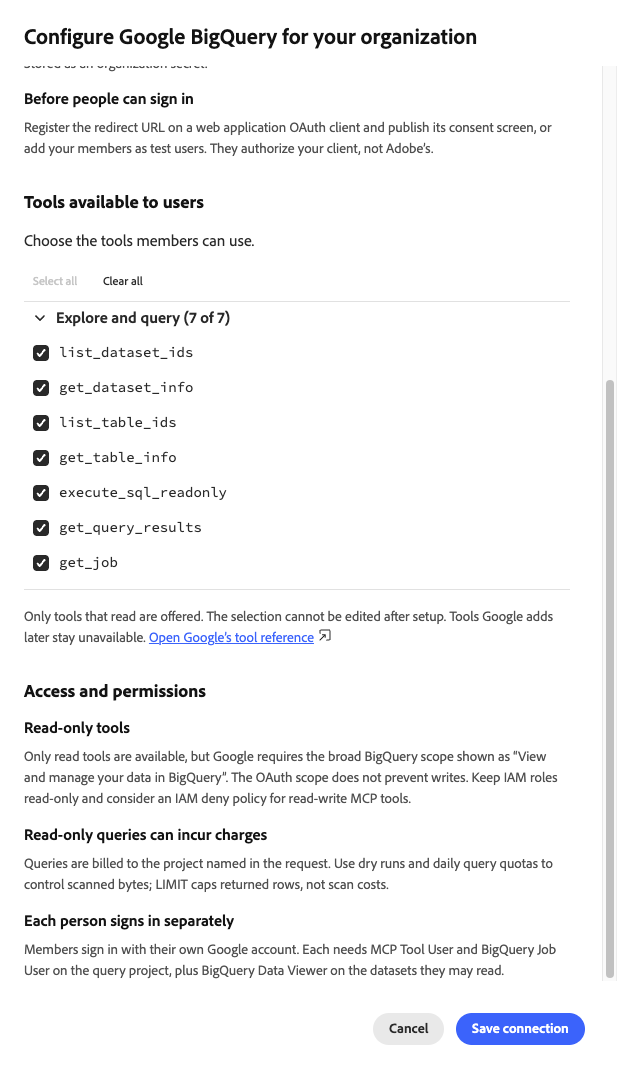 Configure Google BigQuery for your organization
Stored as an organization secret.
Before people can sign in
Register the redirect URL on a web application OAuth client and publish its consent screen, or
add your members as test users. They authorize your client, not Adobe's.
Tools available to users
Choose the tools members can use.
Select all Clear all
Explore and query (7 of 7)
list_dataset_ids
get_dataset_info
list_table_ids
get_table_info
execute_sql_readonly
get_query_results
get_job
Only tools that read are offered. The selection cannot be edited after setup. Tools Google adds
later stay unavailable. Open Google's tool reference
Access and permissions
Read-only tools
Only read tools are available, but Google requires the broad BigQuery scope shown as "View
and manage your data in BigQuery". The OAuth scope does not prevent writes. Keep IAM roles
read-only and consider an IAM deny policy for read-write MCP tools.
Read-only queries can incur charges
Queries are billed to the project named in the request. Use dry runs and daily query quotas to
control scanned bytes; LIMIT caps returned rows, not scan costs.
Each person signs in separately
Members sign in with their own Google account. Each needs MCP Tool User and BigQuery Job
User on the query project, plus BigQuery Data Viewer on the datasets they may read.
Cancel Save connection